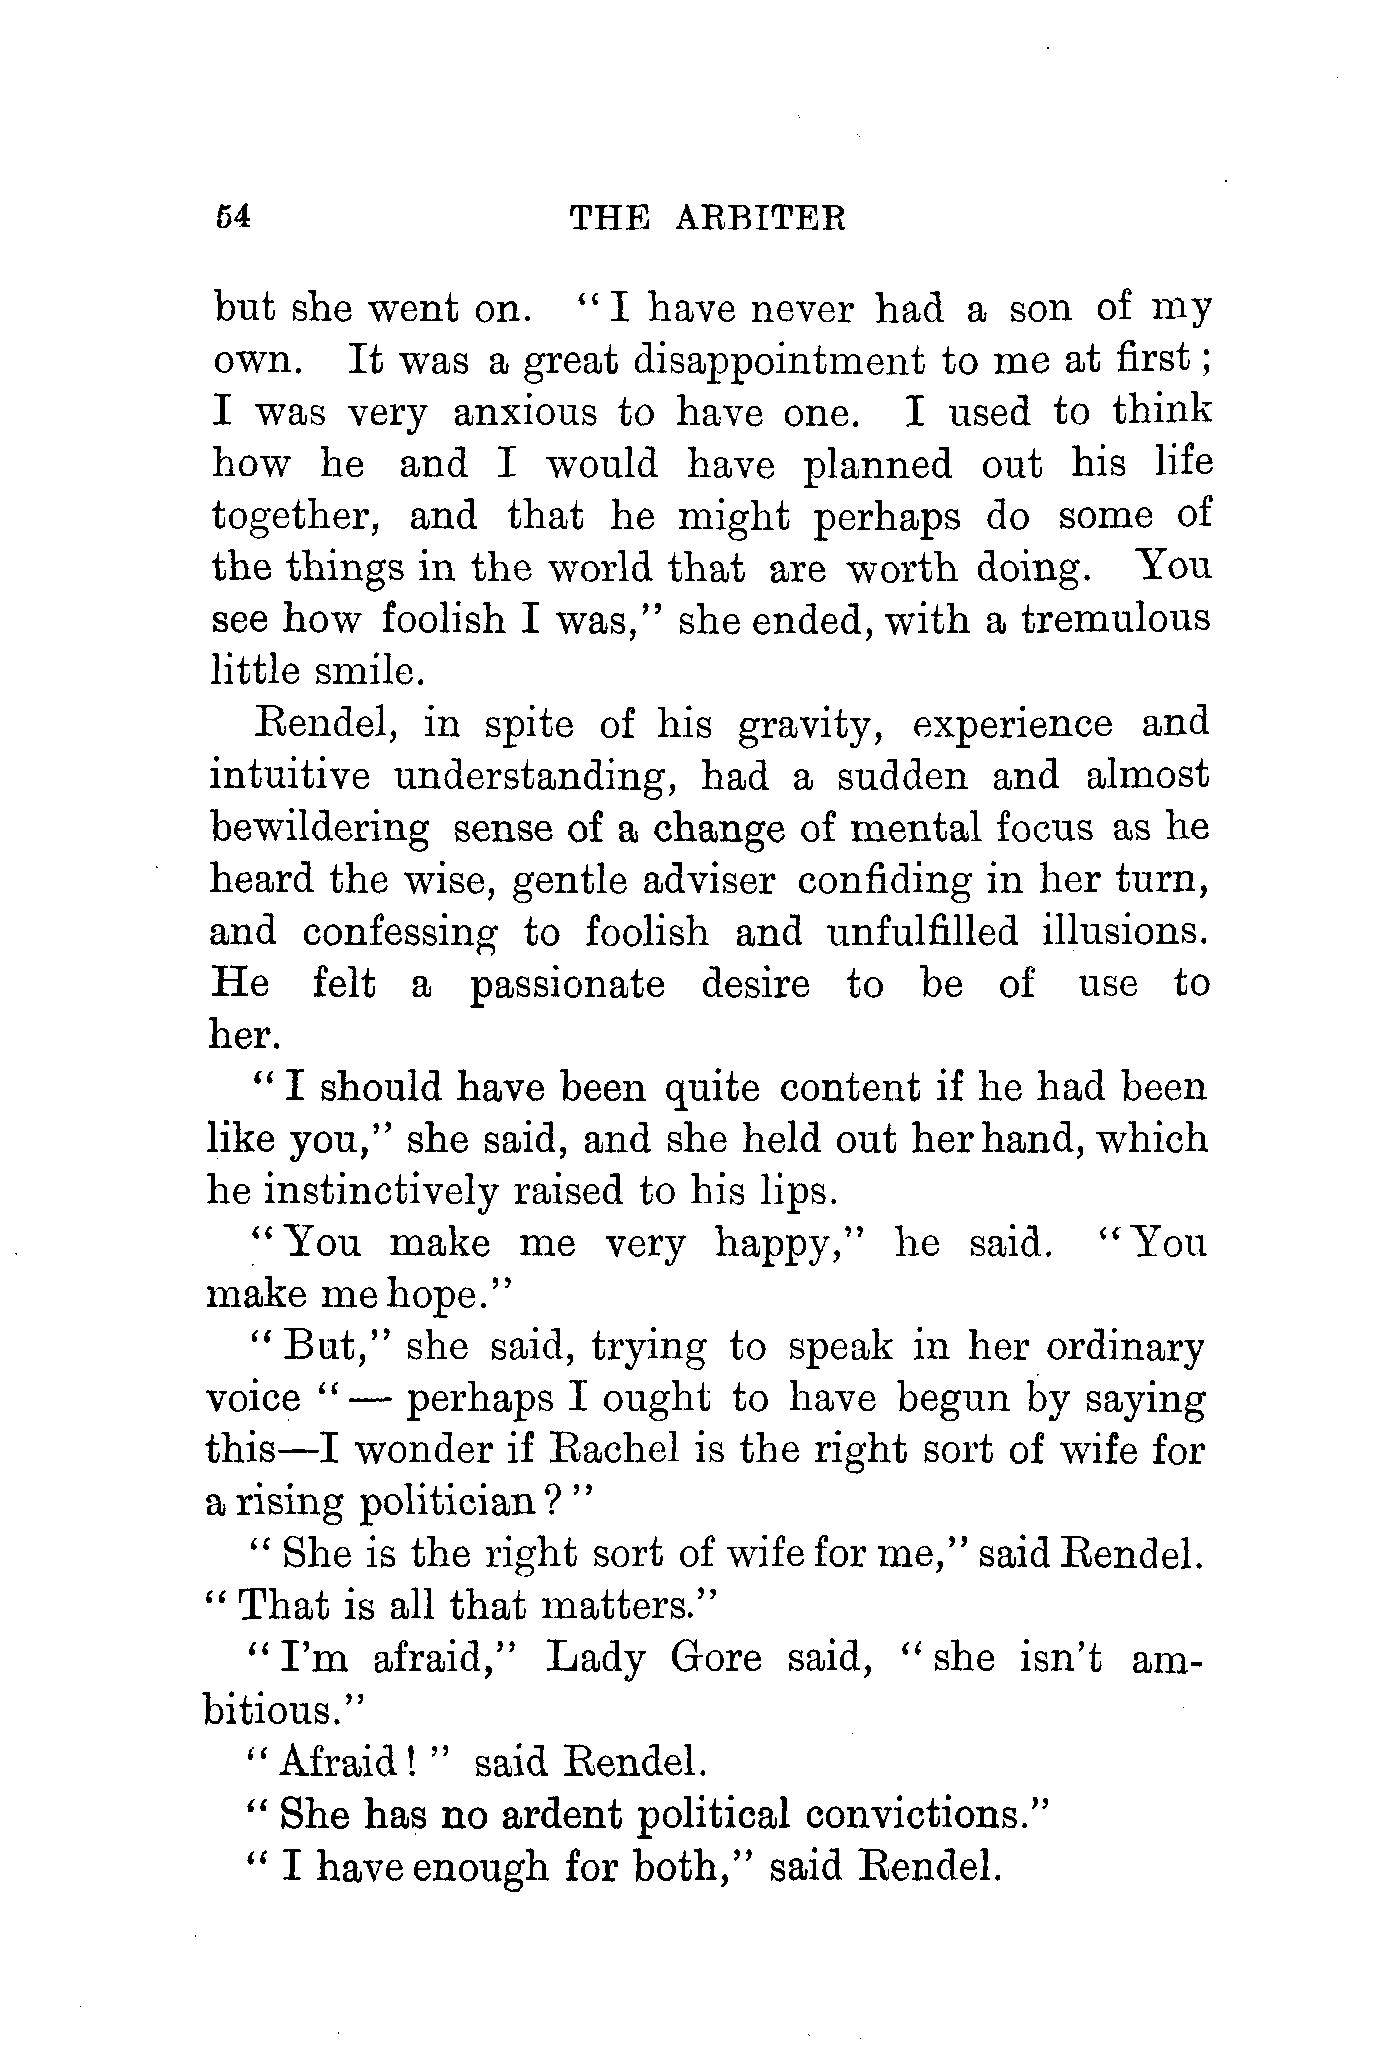 54 THE ARBITER
but she went on. “I have never had a son of my
own. It was a great disappointment to me at first;
I was very anxious to have one. I used to think
how he and I would have planned out his life
together, and that he might perhaps do some of
the things in the world that are worth doing. You
see how foolish I was,” she ended, with a tremulous
little smile.
Rendel, in spite of his gravity, experience and
intuitive understanding, had a sudden and almost
bewildering sense of a change of mental focus as he
heard the wise, gentle adviser confiding in her turn,
and confessing to foolish and unfulfilled illusions.
He felt a passionate desire to be of use to
her.
“I should have been quite content if he had been
like you,” she said, and she held out her hand, which
he instinctively raised to his lips.
“You make me very happy,” he said. “You
make me hope.”
“But,” she said, trying to speak in her ordinary
voice “— perhaps I ought to have begun by saying
this—I wonder if Rachel is the right sort of wife for
a rising politician?”
“She is the right sort of wife for me,” said Rendel.
“That is all that matters.”
“I'm afraid,” Lady Gore said, “she isn't am-
bitious.”
“Afraid!” said Rendel.
“She has no ardent political convictions.”
“I have enough for both,” said Rendel.